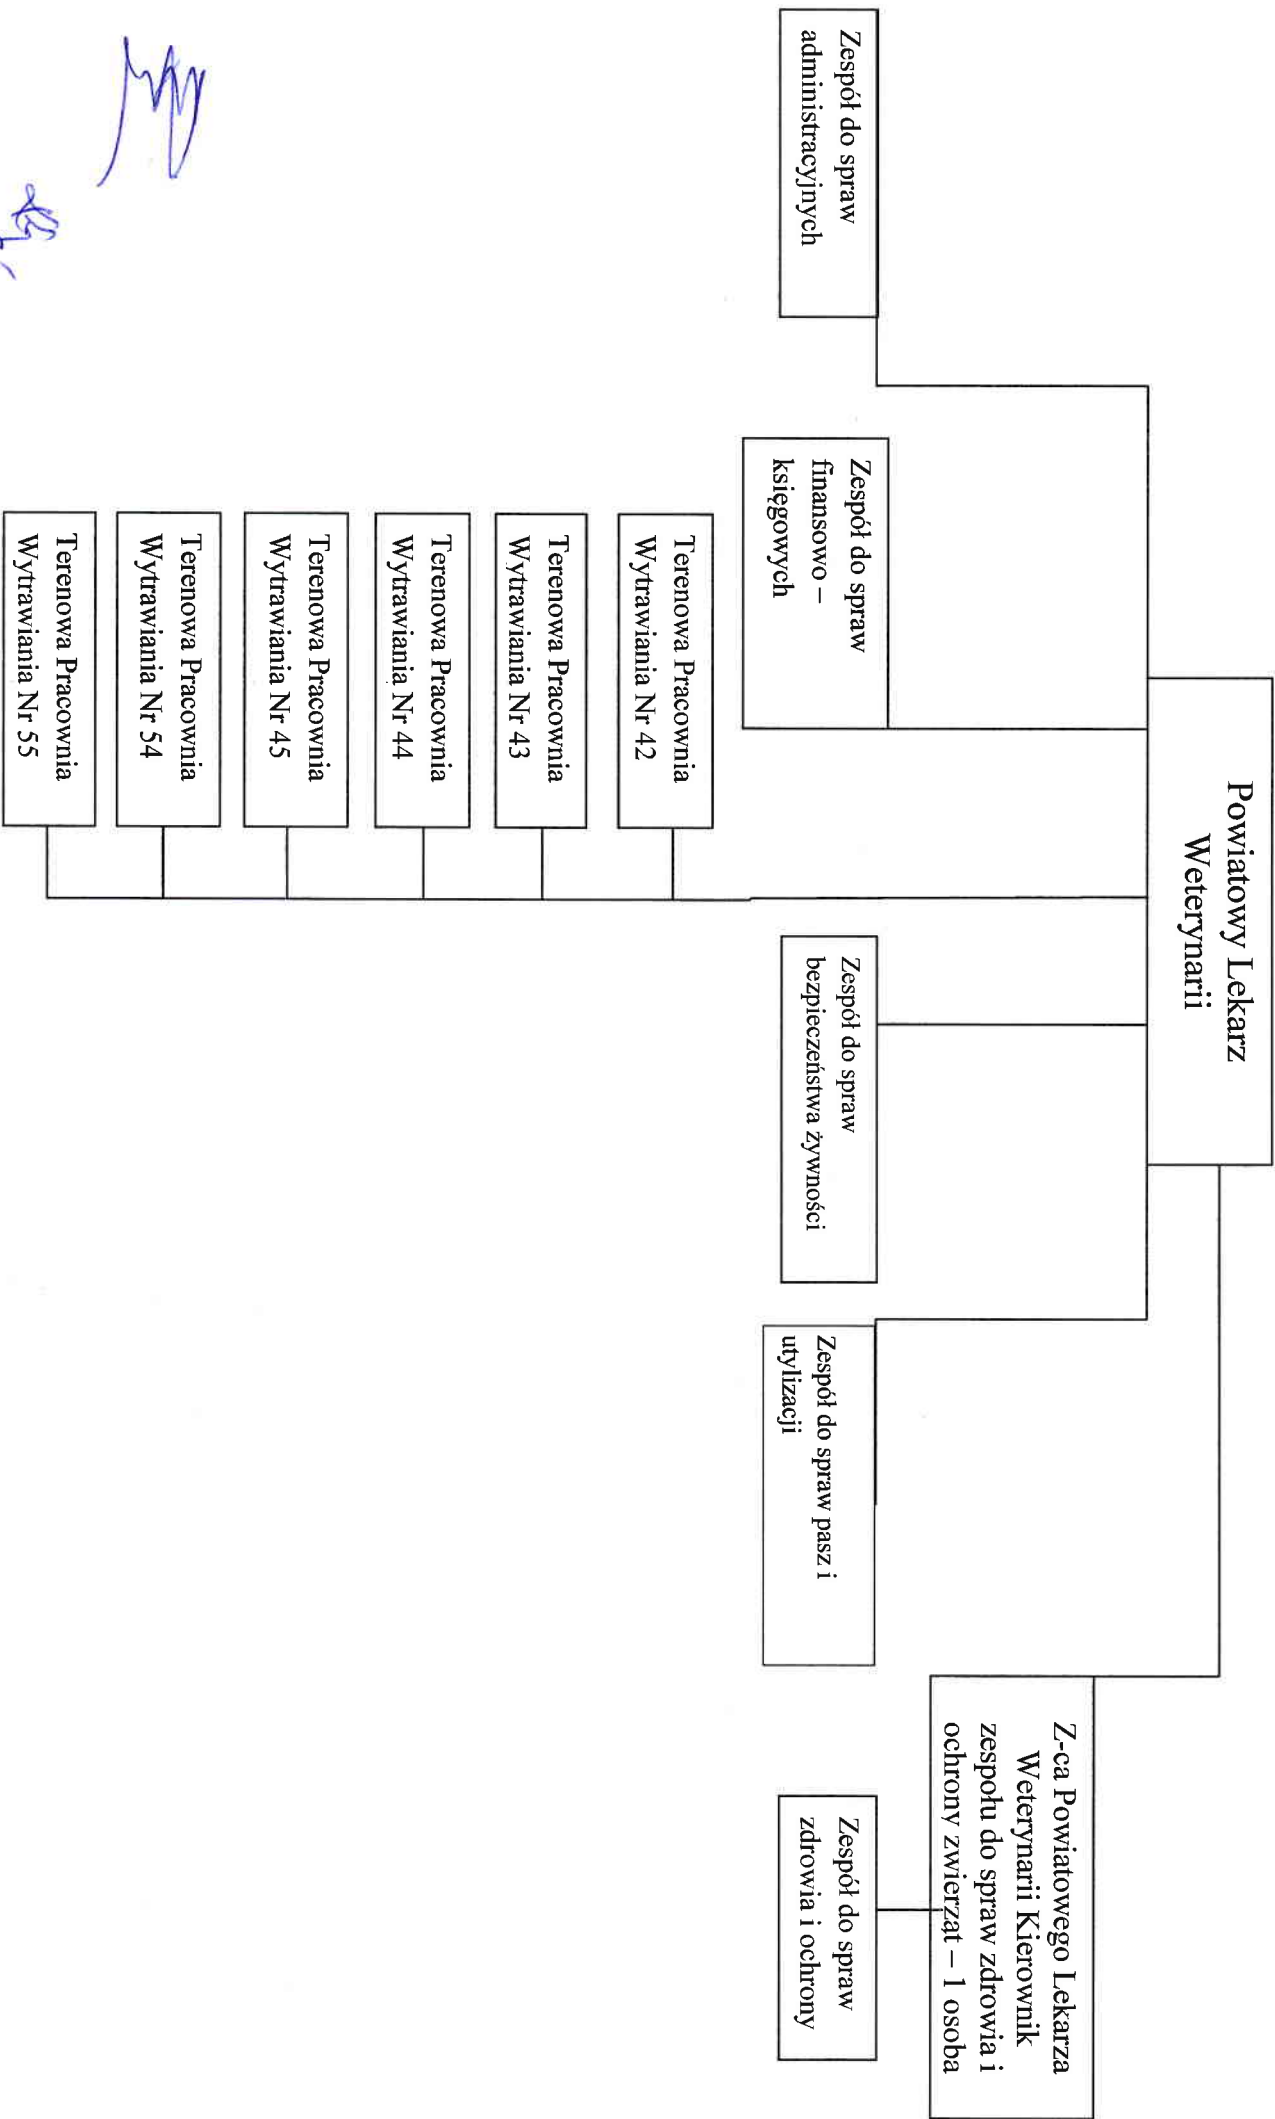 Powiatowy Lekarz
Weterynarii
Z-ca Powiatowego Lekarza
Weterynarii Kierownik
zespołu do spraw zdrowia i
ochrony zwierząt – 1 osoba
Zespół do spraw
administracyjnych
Zespół do spraw
finansowo –
księgowych
Zespół do spraw
bezpieczeństwa żywności
Zespół do spraw pasz i
utylizacji
Zespół do spraw
zdrowia i ochrony
Terenowa Pracownia
Wytrawiania Nr 42
Terenowa Pracownia
Wytrawiania Nr 43
Terenowa Pracownia
Wytrawiania Nr 44
Terenowa Pracownia
Wytrawiania Nr 45
Terenowa Pracownia
Wytrawiania Nr 54
Terenowa Pracownia
Wytrawiania Nr 55